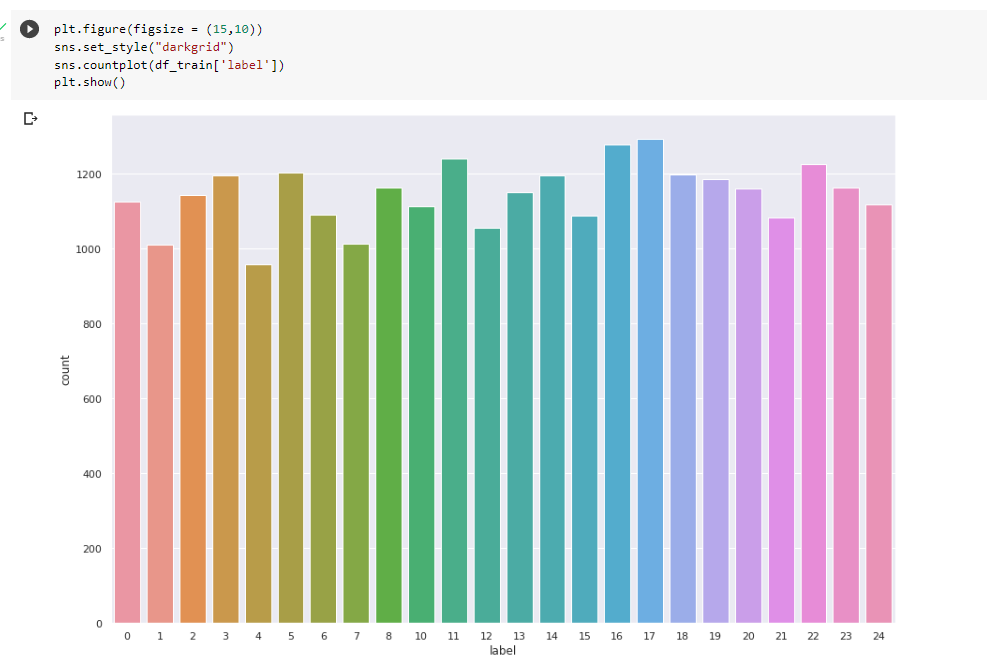 plt.figure(figsize = (15,10))
sns.set_style("darkgrid")
sns.countplot(df_train['label'])
plt.show()
1200
1000
800
600
400
200
0
count
0 1 2 3 4 5 6 7 8 10 11 12 13 14 15 16 17 18 19 20 21 22 23 24
label